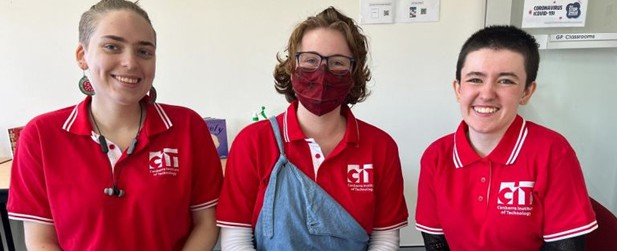 CORONAVIRUS
(COVID-19)
GP Classrooms
CIT
Canberra Institute
of Technology
CIT
Canberra Institute
of Technology
CIT
Canberra Institute
of Technology